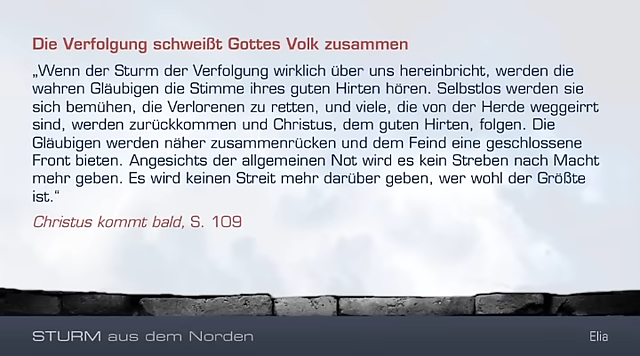 Die Verfolgung schweißt Gottes Volk zusammen
„Wenn der Sturm der Verfolgung wirklich über uns hereinbricht, werden die
wahren Gläubigen die Stimme ihres guten Hirten hören. Selbstlos werden sie
sich bemühen, die Verlorenen zu retten, und viele, die von der Herde weggeirrt
sind, werden zurückkommen und Christus, dem guten Hirten, folgen. Die
Gläubigen werden näher zusammenrücken und dem Feind eine geschlossene
Front bieten. Angesichts der allgemeinen Not wird es kein Streben nach Macht
mehr geben. Es wird keinen Streit mehr darüber geben, wer wohl der Größte
ist.“
Christus kommt bald, S. 109
STURM aus dem Norden
Elia